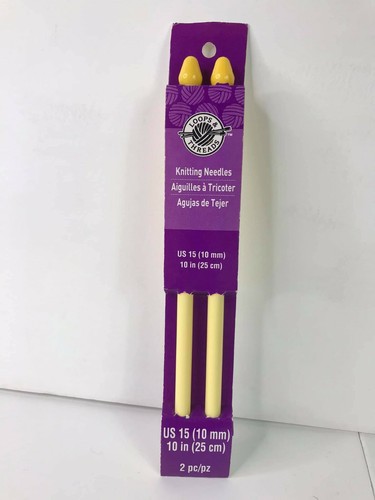 LOOPS &
THREADS
™
Knitting Needles
Aiguilles à Tricoter
Agujas de Tejer
US 15 (10 mm)
10 in (25 cm)
US 15 (10 mm)
10 in (25 cm)
2 pc/pz